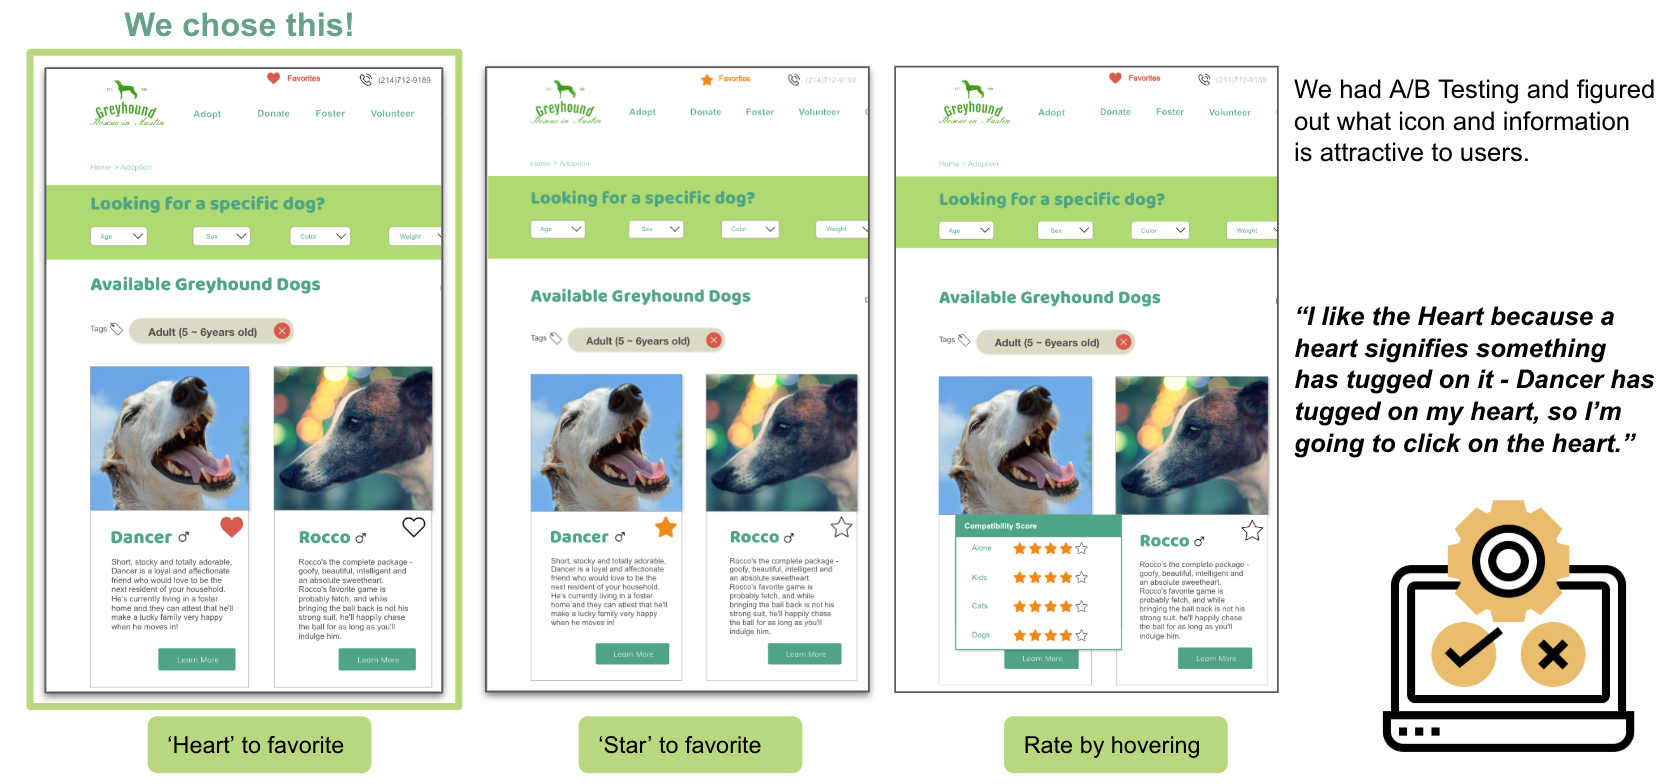 We chose this!
Favorites
(214)712-9189
Greyhound
Rescue in Austin
Adopt
Donate
Foster
Volunteer
Home > Adoption
Looking for a specific dog?
Age
Sex
Color
Weight
Available Greyhound Dogs
Tags
Adult (5 ~ 6years old)
Dancer ♂
Short, stocky and totally adorable,
Dancer is a loyal and affectionate
friend who would love to be the
next resident of your household.
He's currently living in a foster
home and they can attest that he'll
make a lucky family very happy
when he moves in!
Learn More
Rocco ♂
Rocco's the complete package -
goofy, beautiful, intelligent and
an absolute sweetheart.
Rocco's favorite game is
probably fetch, and while
bringing the ball back is not his
strong suit, he'll happily chase
the ball for as long as you'll
indulge him.
Learn More
'Heart' to favorite
Favorites
(214)712-9189
Greyhound
Rescue in Austin
Adopt
Donate
Foster
Volunteer
Home > Adoption
Looking for a specific dog?
Age
Sex
Color
Weight
Available Greyhound Dogs
Tags
Adult (5 ~ 6years old)
Dancer ♂
Short, stocky and totally adorable,
Dancer is a loyal and affectionate
friend who would love to be the
next resident of your household.
He's currently living in a foster
home and they can attest that he'll
make a lucky family very happy
when he moves in!
Learn More
Rocco ♂
Rocco's the complete package -
goofy, beautiful, intelligent and
an absolute sweetheart.
Rocco's favorite game is
probably fetch, and while
bringing the ball back is not his
strong suit, he'll happily chase
the ball for as long as you'll
indulge him.
Learn More
'Star' to favorite
Favorites
(214)712-9189
Greyhound
Rescue in Austin
Adopt
Donate
Foster
Volunteer
Home > Adoption
Looking for a specific dog?
Age
Sex
Color
Weight
Available Greyhound Dogs
Tags
Adult (5 ~ 6years old)
Compatibility Score
Alone
Kids
Cats
Dogs
Learn More
Rocco ♂
Rocco's the complete package -
goofy, beautiful, intelligent and
an absolute sweetheart.
Rocco's favorite game is
probably fetch, and while
bringing the ball back is not his
strong suit, he'll happily chase
the ball for as long as you'll
indulge him.
Learn More
Rate by hovering
We had A/B Testing and figured
out what icon and information
is attractive to users.
“I like the Heart because a
heart signifies something
has tugged on it - Dancer has
tugged on my heart, so I’m
going to click on the heart.”